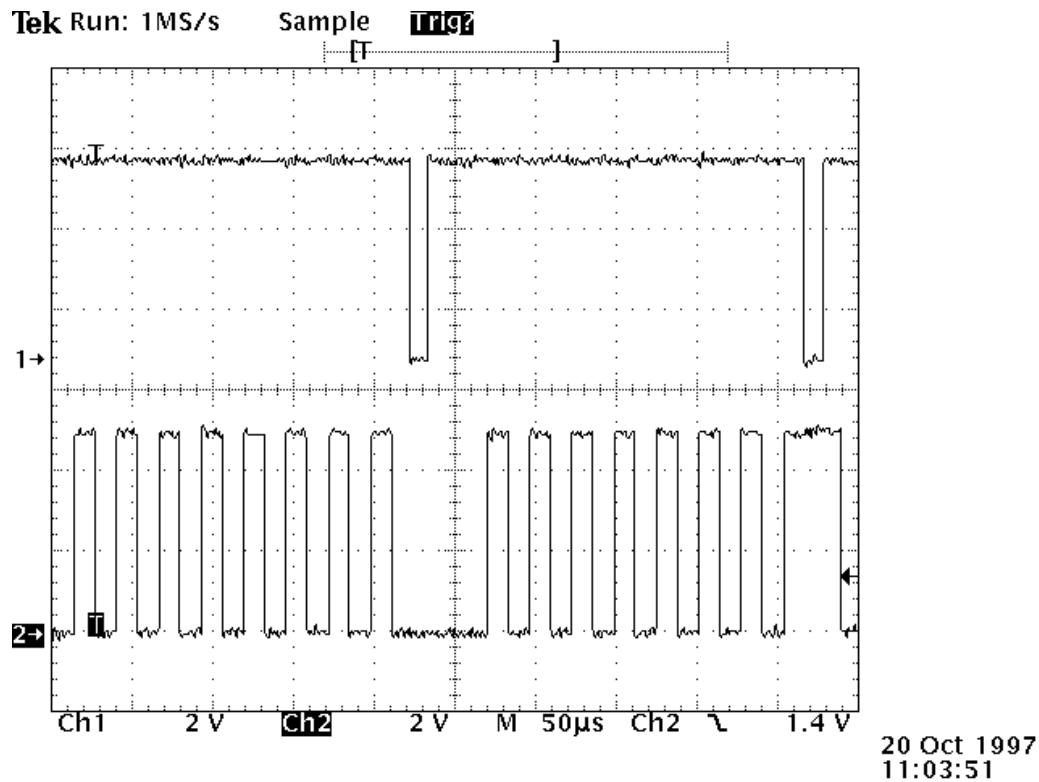 Tek Run: 1MS/s Sample Trig?
[T ]
T
1→
T
2→
Ch1 2 V Ch2 2 V M 50µs Ch2 1.4 V
20 Oct 1997
11:03:51